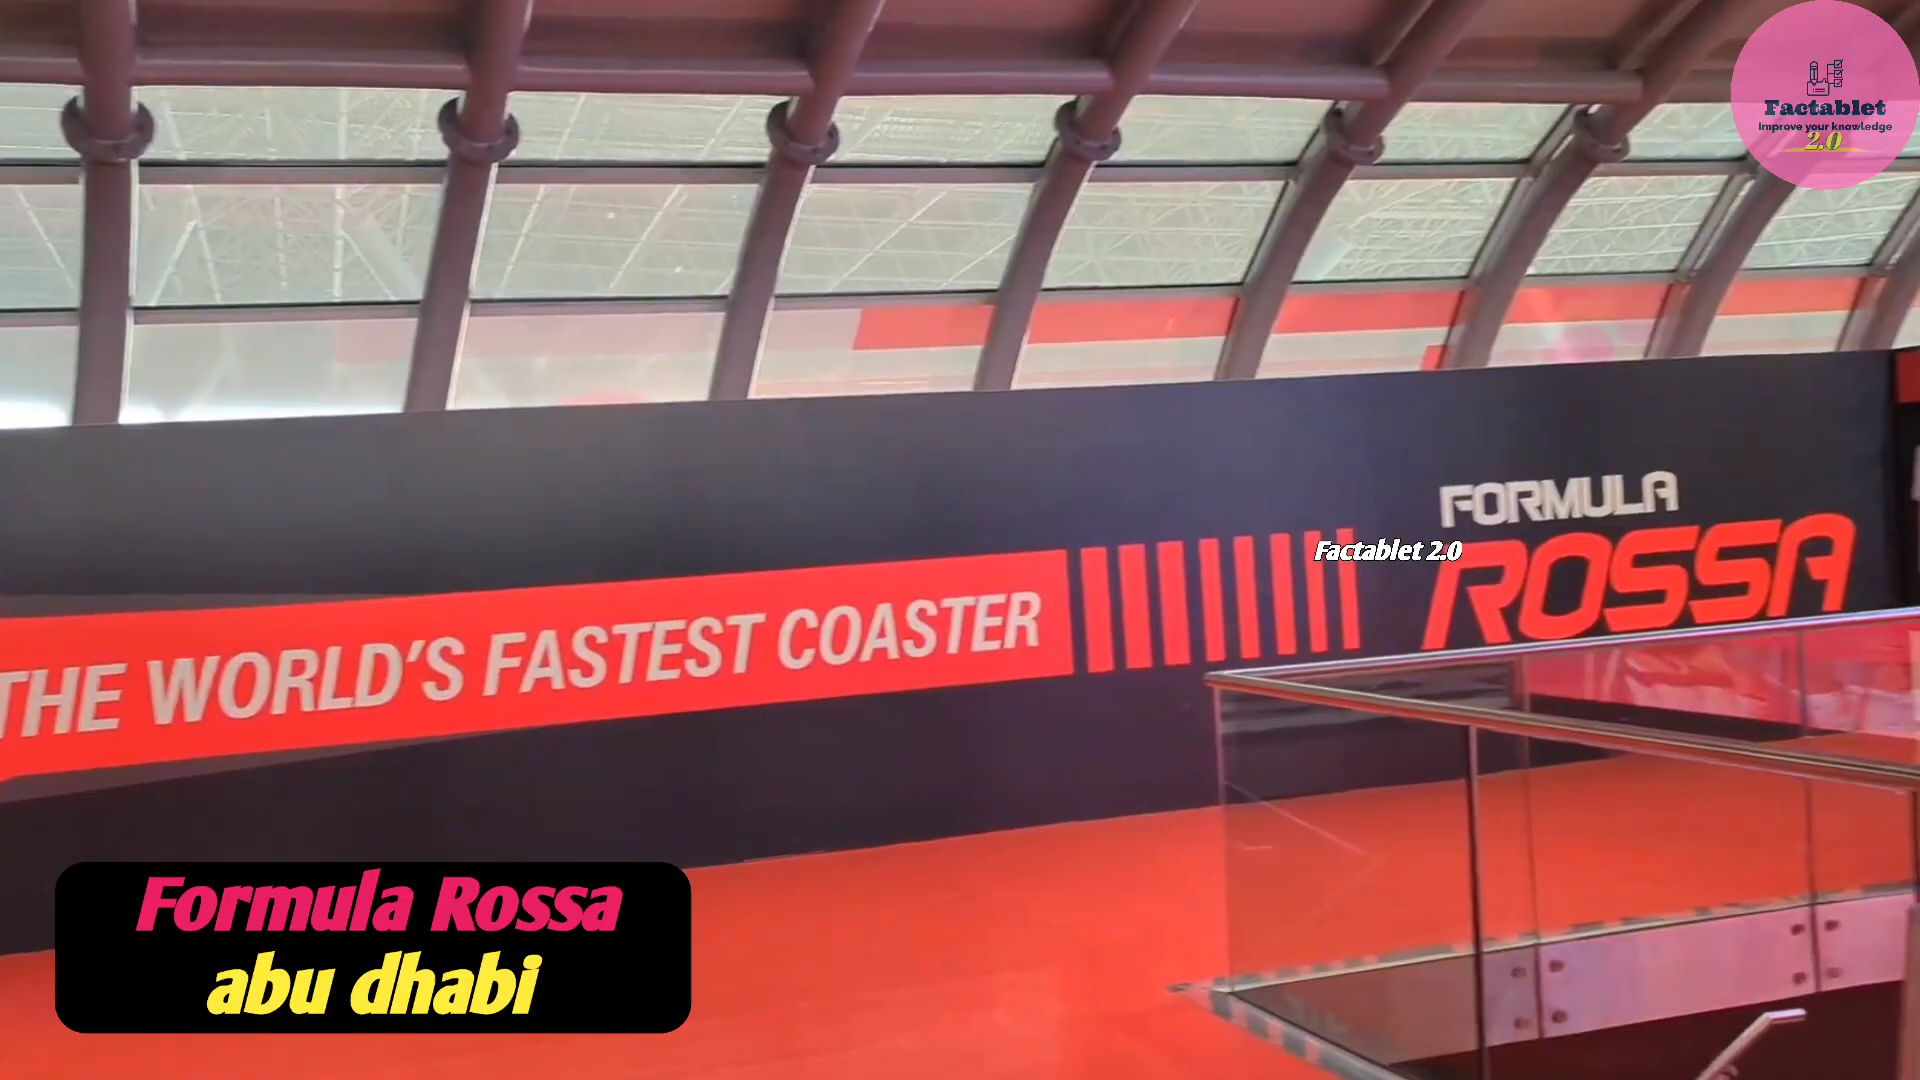 Factablet
Improve your knowledge
2.0
FORMULA
ROSSA
Factablet 2.0
THE WORLD'S FASTEST COASTER
Formula Rossa
abu dhabi